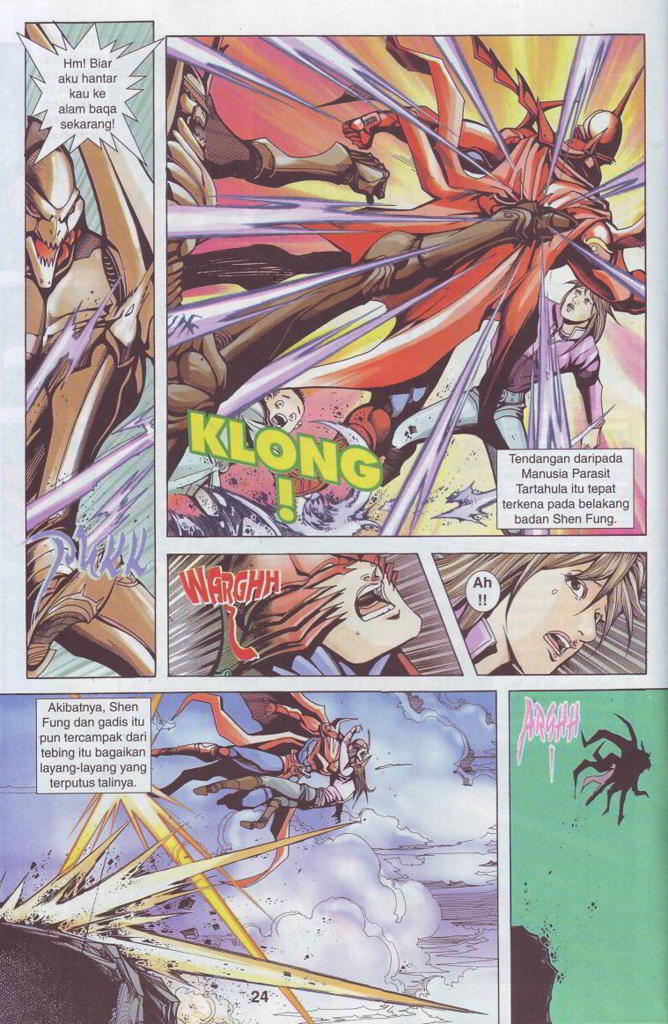 Hm! Biar
aku hantar
kau ke
alam baqa
sekarang!
KLONG
!
Tendangan daripada
Manusia Parasit
Tartahula itu tepat
terkena pada belakang
badan Shen Fung.
WARGHH
!
Ah
!!
Akibatnya, Shen
Fung dan gadis itu
pun tercampak dari
tebing itu bagaikan
layang-layang yang
terputus talinya.
ARGHH
!
24